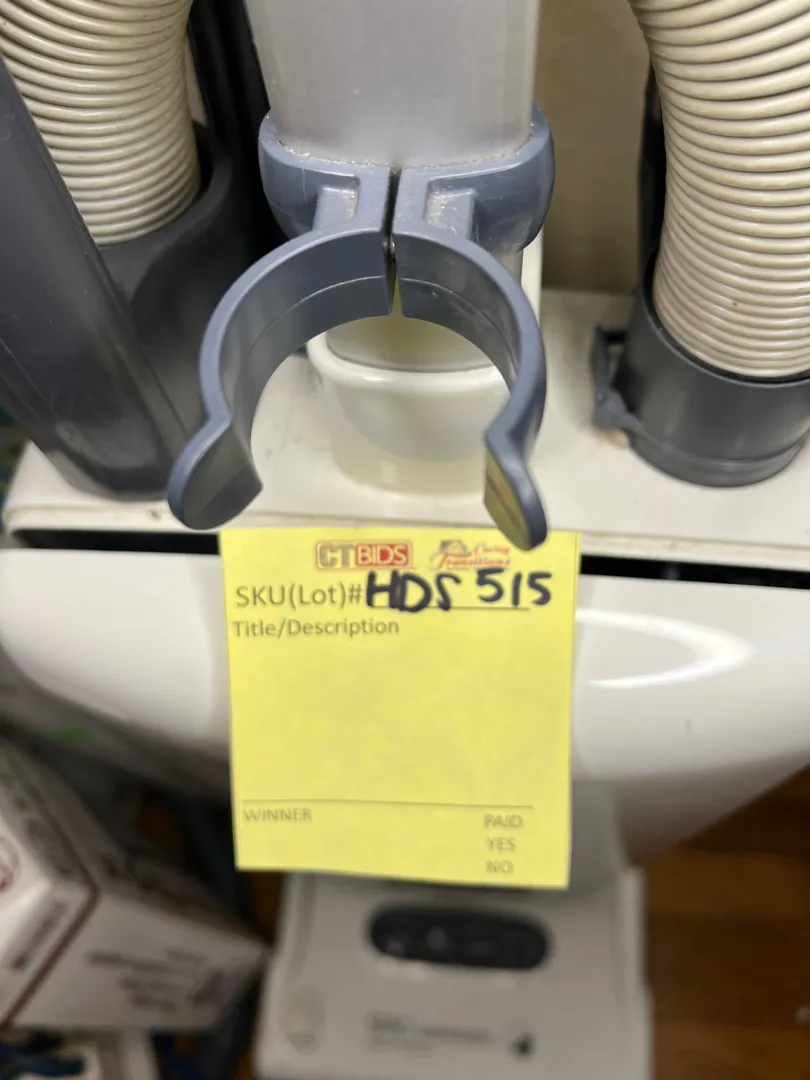 CTBIDS Caring Transitions
SKU(Lot)# HDS 515
Title/Description
WINNER PAID
YES
NO